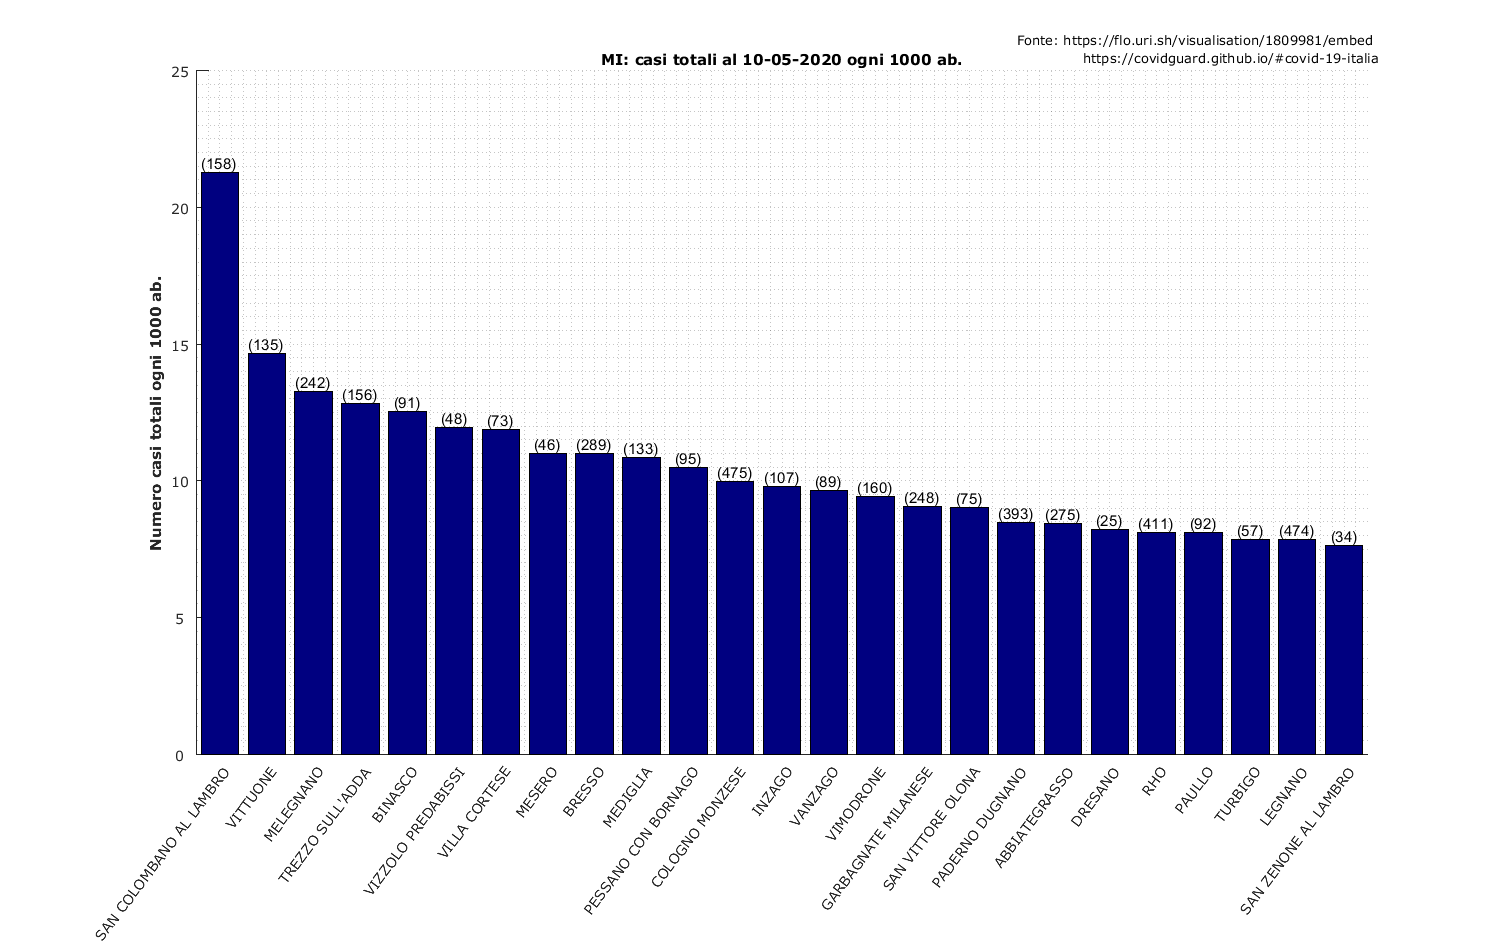 Fonte: https://flo.uri.sh/visualisation/1809981/embed
https://covidguard.github.io/#covid-19-italia
MI: casi totali al 10-05-2020 ogni 1000 ab.
Numero casi totali ogni 1000 ab.
25
20
15
10
5
0
(158)
(135)
(242)
(156)
(91)
(48)
(73)
(46)
(289)
(133)
(95)
(475)
(107)
(89)
(160)
(248)
(75)
(393)
(275)
(25)
(411)
(92)
(57)
(474)
(34)
SAN COLOMBANO AL LAMBRO
VITTUONE
MELEGNANO
TREZZO SULL'ADDA
BINASCO
VIZZOLO PREDABISSI
VILLA CORTESE
MESERO
BRESSO
MEDIGLIA
PESSANO CON BORNAGO
COLOGNO MONZESE
INZAGO
VANZAGO
VIMODRONE
GARBAGNATE MILANESE
SAN VITTORE OLONA
PADERNO DUGNANO
ABBIATEGRASSO
DRESANO
RHO
PAULLO
TURBIGO
LEGNANO
SAN ZENONE AL LAMBRO